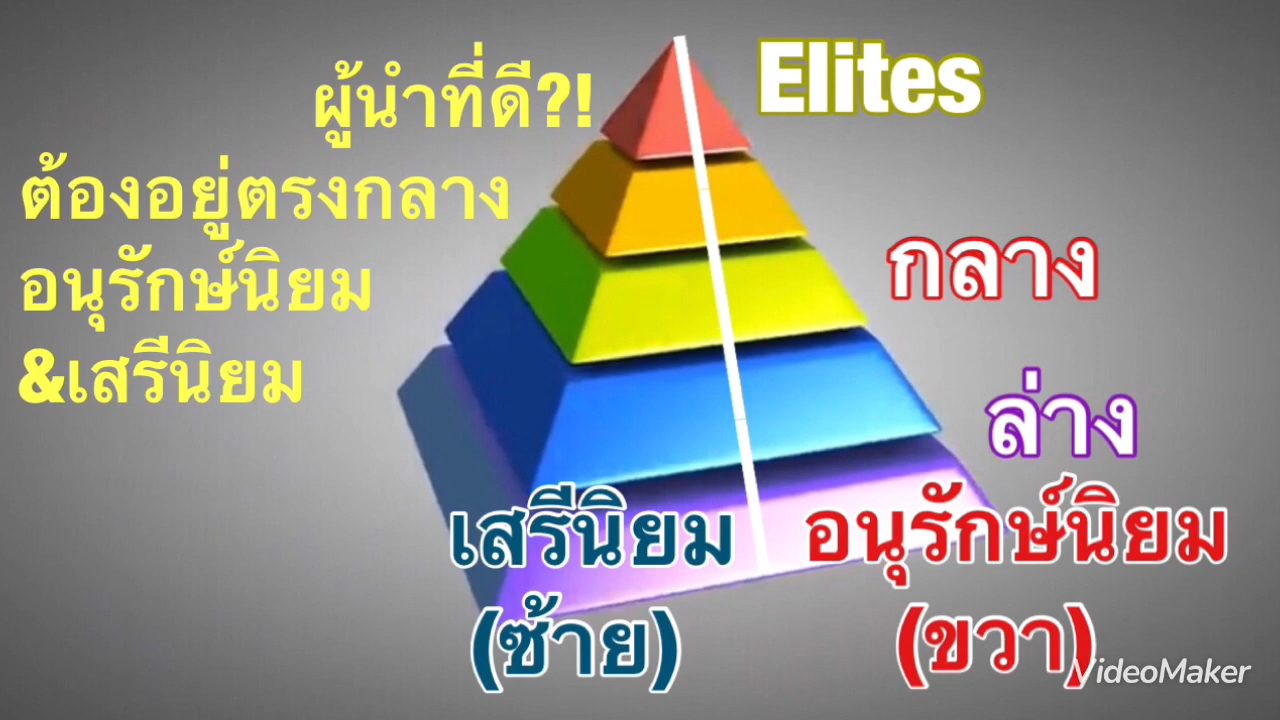 ผู้นำที่ดี?!
Elites
ต้องอยู่ตรงกลาง
อนุรักษ์นิยม
&เสรีนิยม
กลาง
ล่าง
เสรีนิยม
(ซ้าย)
อนุรักษ์นิยม
(ขวา)
VideoMaker